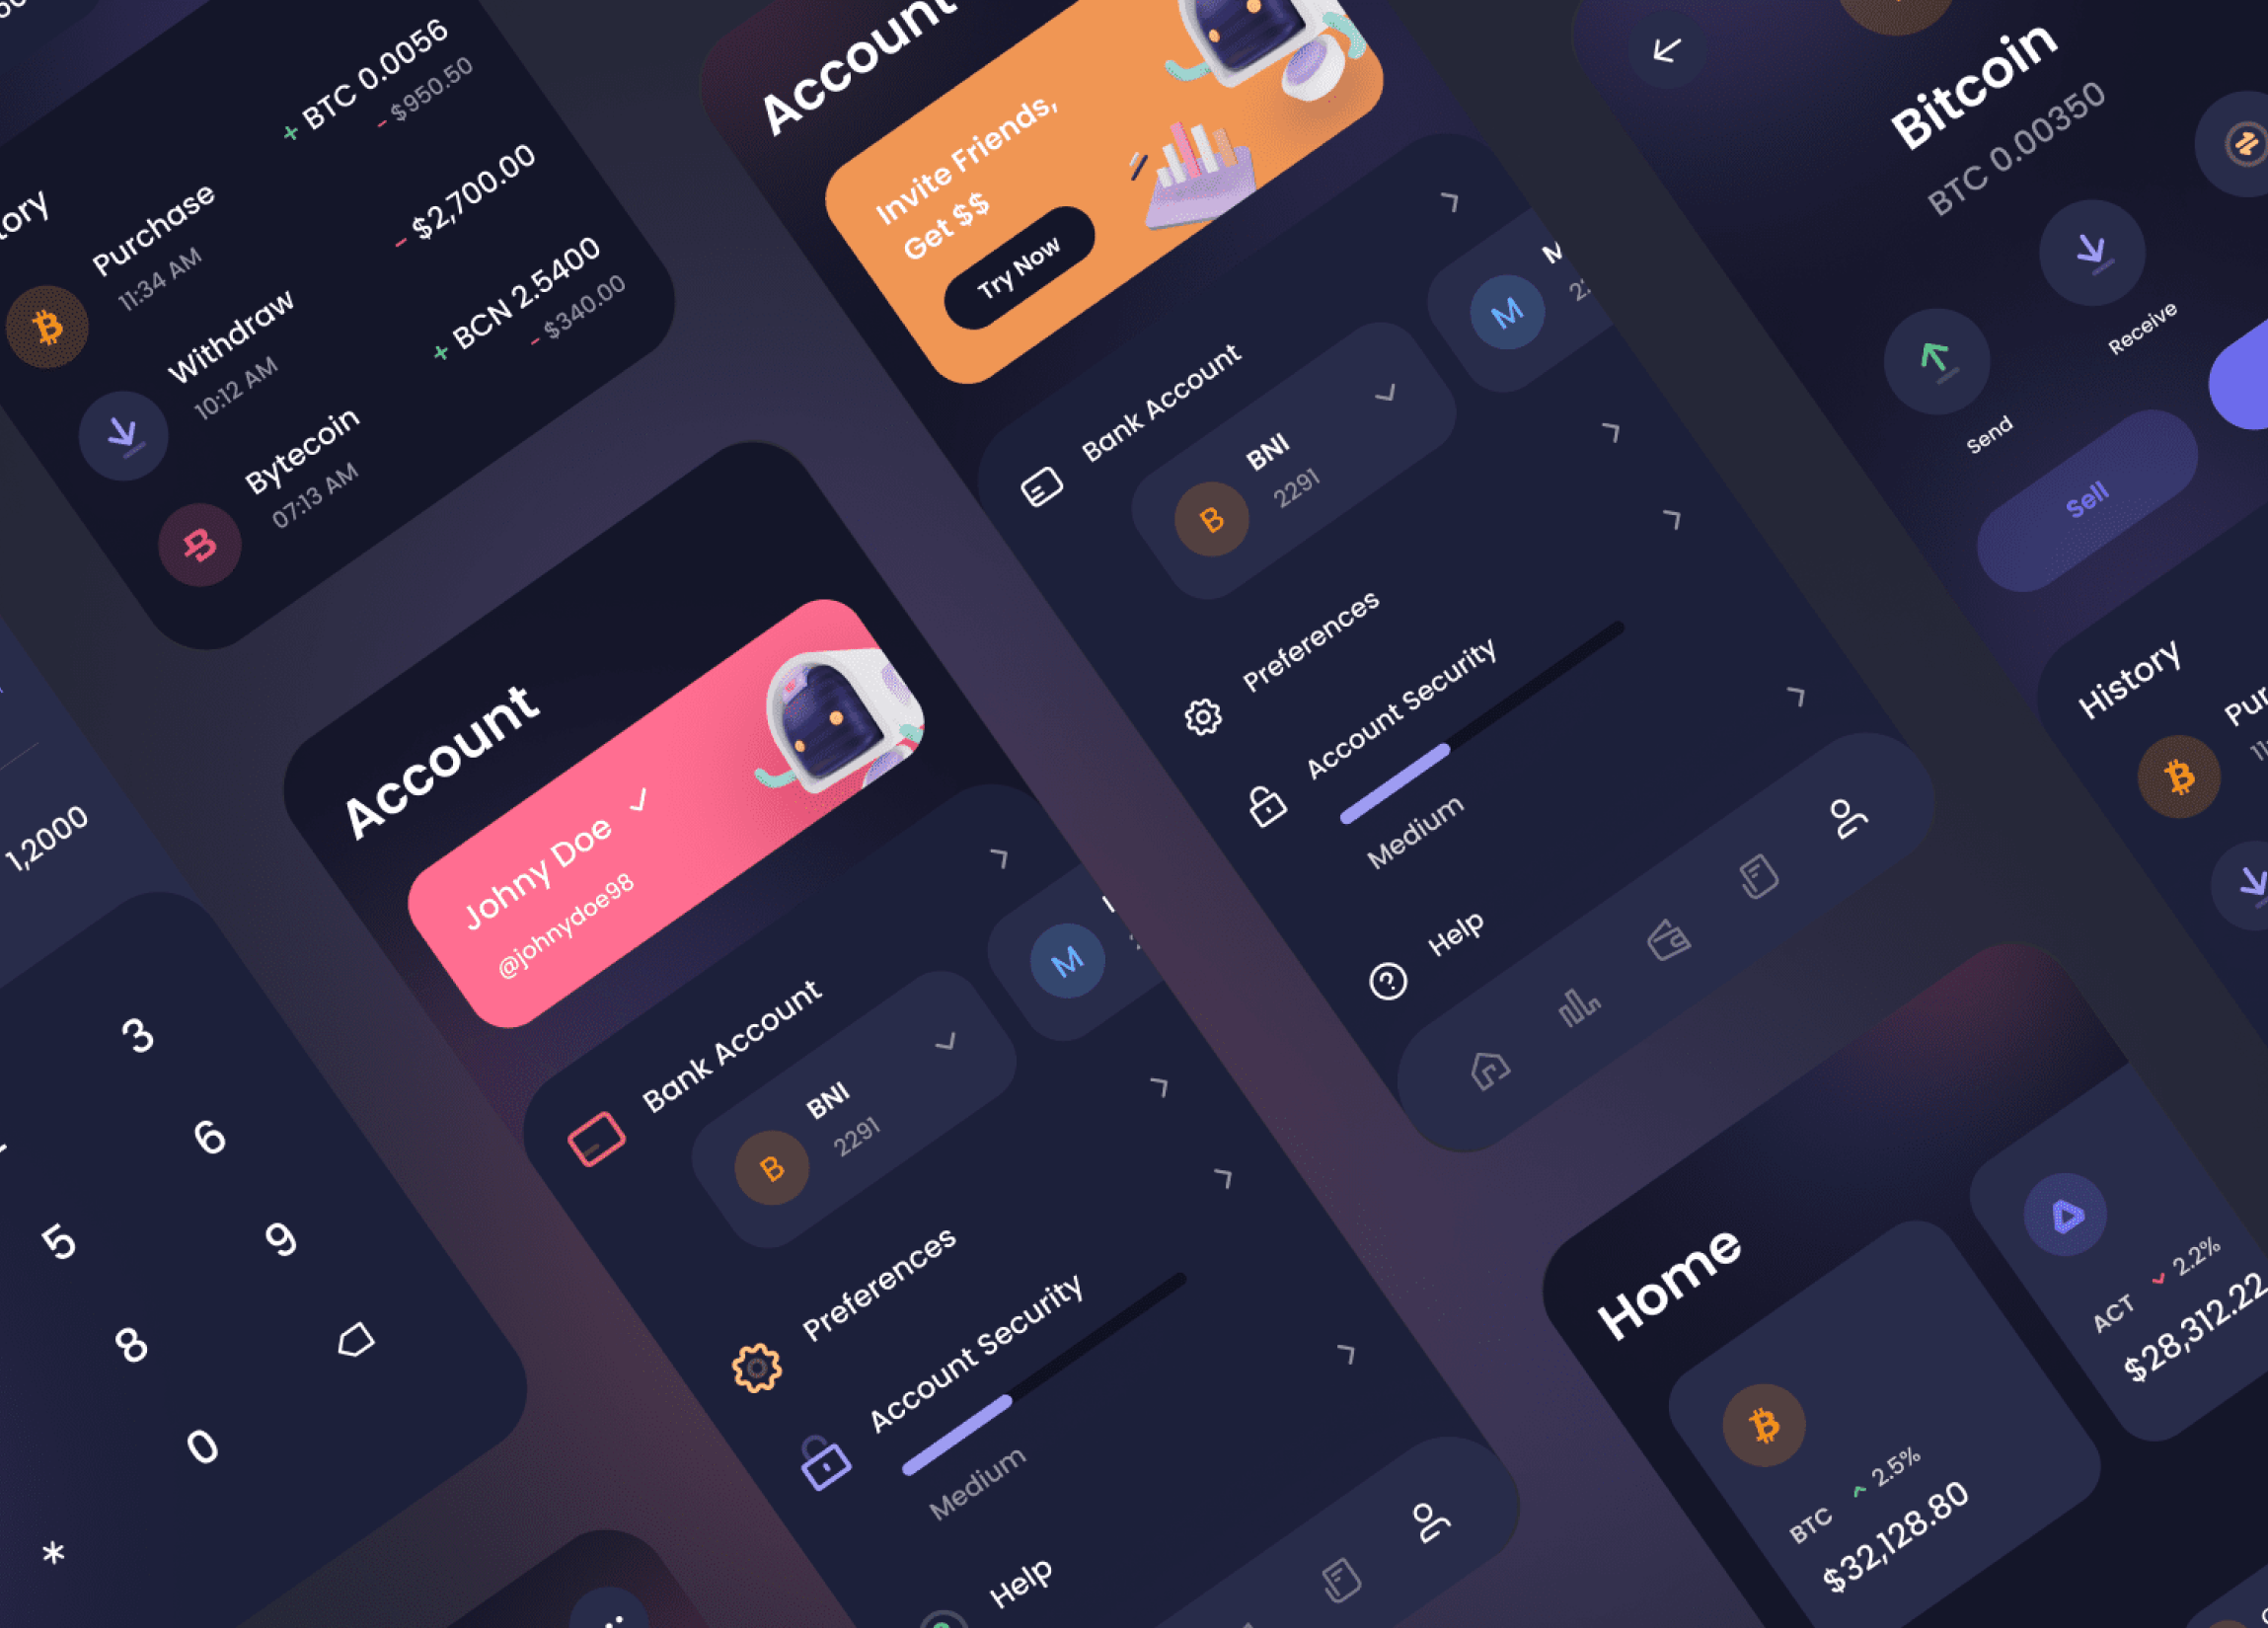 Purchase
11:34 AM
+ BTC 0.0056
- $950.50
Withdraw
10:12 AM
- $2,700.00
Bytecoin
07:13 AM
+ BCN 2.5400
- $340.00
1,20000
3
6
5
9
8
0
*
Account
Johny Doe
@johnydoe98
Bank Account
B
BNI
2291
M
Preferences
Account Security
Medium
Help
Account
Invite Friends,
Get $$
Try Now
Bank Account
B
BNI
2291
M
Preferences
Account Security
Medium
Help
Bitcoin
BTC 0.00350
Send
Receive
Sell
History
Home
BTC 2.5%
$32,128.80
ACT 2.2%
$28,312.22